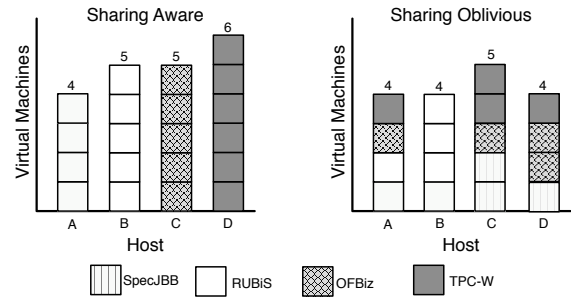 Sharing Aware
Sharing Oblivious
Virtual Machines
4
5
5
6
A
B
C
D
Host
Virtual Machines
4
4
5
4
A
B
C
D
Host
SpecJBB
RUBiS
OFBiz
TPC-W